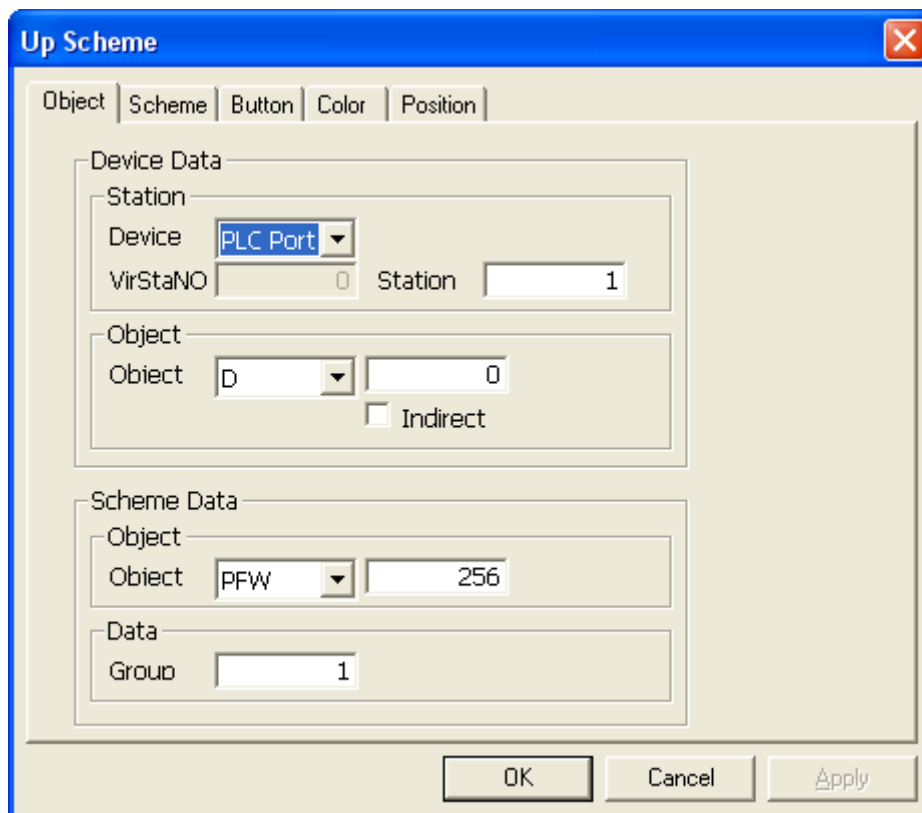 Up Scheme
Object Scheme Button Color Position
Device Data
Station
Device PLC Port
VirStaNO 0 Station 1
Object
Object D 0
Indirect
Scheme Data
Object
Object PFW 256
Data
Group 1
OK Cancel Apply